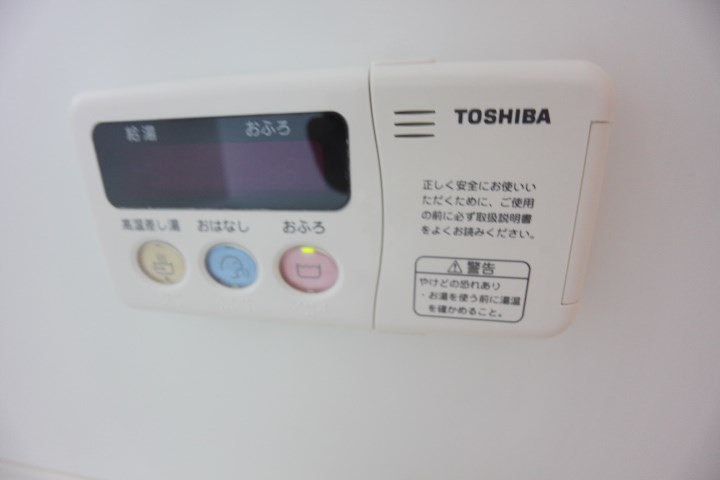 給湯 おふろ
高温差し湯 おはなし おふろ
TOSHIBA
正しく安全にお使いい
ただくために、ご使用
の前に必ず取扱説明書
をよくお読みください。
⚠警告
やけどの恐れあり
・お湯を使う前に湯温
を確かめること。